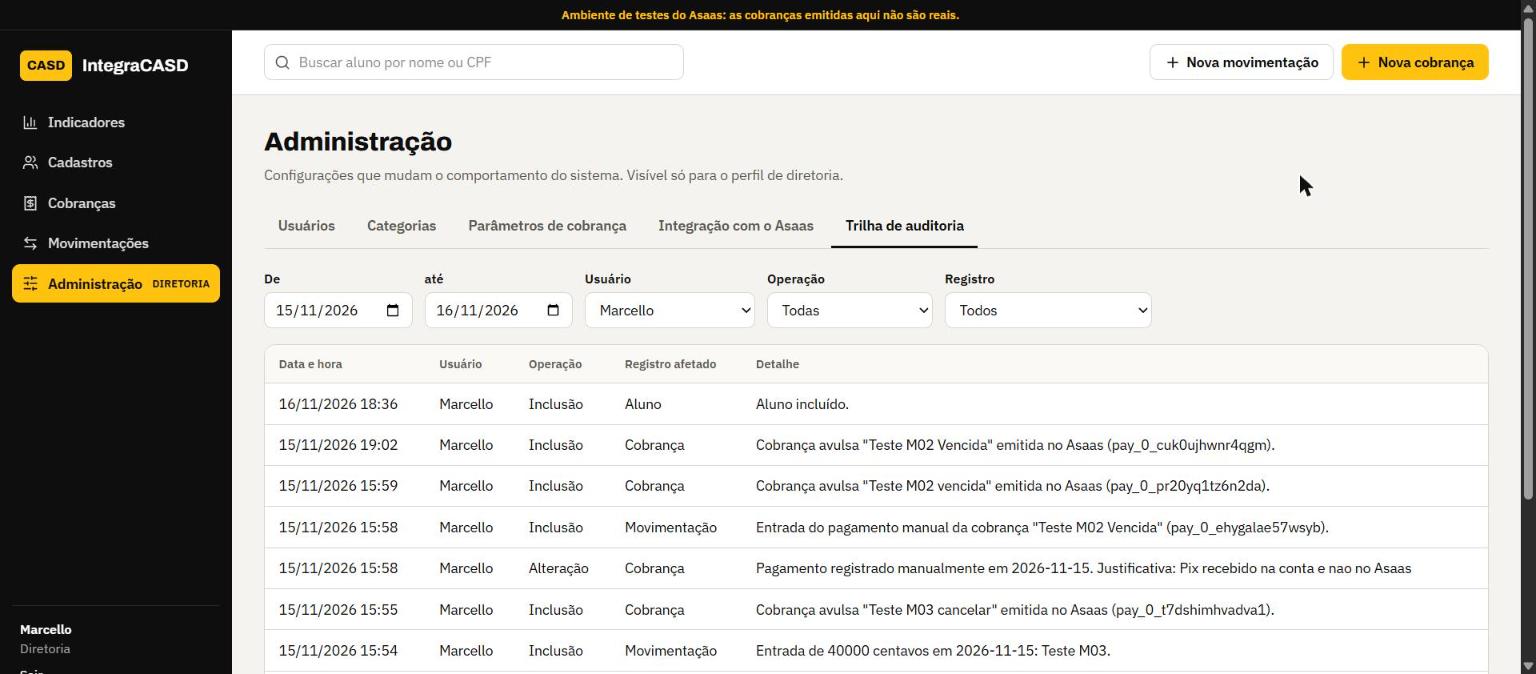 Ambiente de testes do Asaas: as cobranças emitidas aqui não são reais.
CASD IntegraCASD
Buscar aluno por nome ou CPF
+ Nova movimentação
+ Nova cobrança
Indicadores
Cadastros
Cobranças
Movimentações
Administração DIRETORIA
Administração
Configurações que mudam o comportamento do sistema. Visível só para o perfil de diretoria.
Usuários Categorias Parâmetros de cobrança Integração com o Asaas Trilha de auditoria
De até Usuário Operação Registro
15/11/2026 16/11/2026 Marcello Todas Todos
Data e hora Usuário Operação Registro afetado Detalhe
16/11/2026 18:36 Marcello Inclusão Aluno Aluno incluído.
15/11/2026 19:02 Marcello Inclusão Cobrança Cobrança avulsa "Teste M02 Vencida" emitida no Asaas (pay_0_cuk0ujhwnr4qgm).
15/11/2026 15:59 Marcello Inclusão Cobrança Cobrança avulsa "Teste M02 vencida" emitida no Asaas (pay_0_pr20yq1tz6n2da).
15/11/2026 15:58 Marcello Inclusão Movimentação Entrada do pagamento manual da cobrança "Teste M02 Vencida" (pay_0_ehygalae57wsyb).
15/11/2026 15:58 Marcello Alteração Cobrança Pagamento registrado manualmente em 2026-11-15. Justificativa: Pix recebido na conta e nao no Asaas
15/11/2026 15:55 Marcello Inclusão Cobrança Cobrança avulsa "Teste M03 cancelar" emitida no Asaas (pay_0_t7dshimhvadva1).
15/11/2026 15:54 Marcello Inclusão Movimentação Entrada de 40000 centavos em 2026-11-15: Teste M03.
Marcello
Diretoria